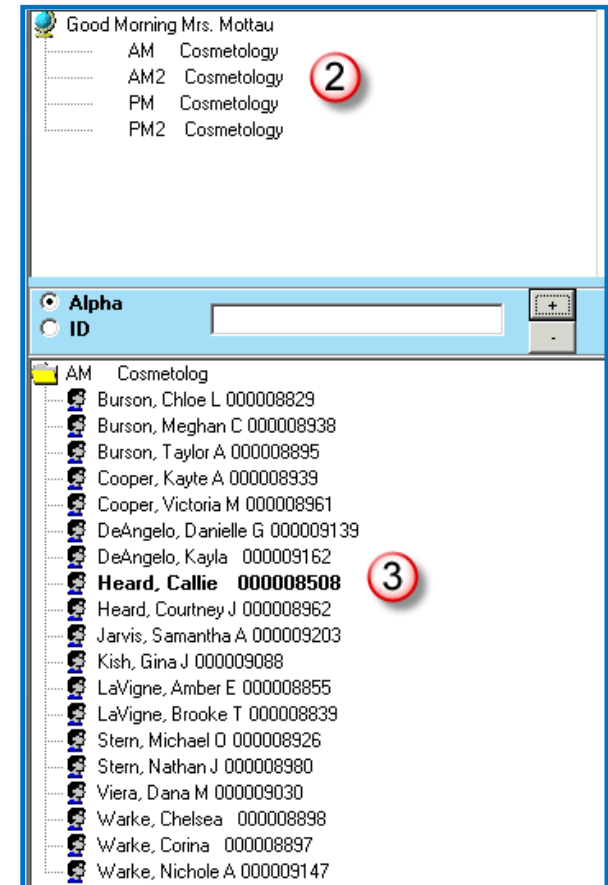 Good Morning Mrs. Mottau
AM Cosmetology
AM2 Cosmetology
PM Cosmetology
PM2 Cosmetology
2
Alpha
ID
+
-
AM Cosmetolog
Burson, Chloe L 000008829
Burson, Meghan C 000008938
Burson, Taylor A 000008895
Cooper, Kayte A 000008939
Cooper, Victoria M 000008961
DeAngelo, Danielle G 000009139
DeAngelo, Kayla 000009162
Heard, Callie 000008508
3
Heard, Courtney J 000008962
Jarvis, Samantha A 000009203
Kish, Gina J 000009088
LaVigne, Amber E 000008855
LaVigne, Brooke T 000008839
Stern, Michael O 000008926
Stern, Nathan J 000008980
Viera, Dana M 000009030
Warke, Chelsea 000008898
Warke, Corina 000008897
Warke, Nichole A 000009147